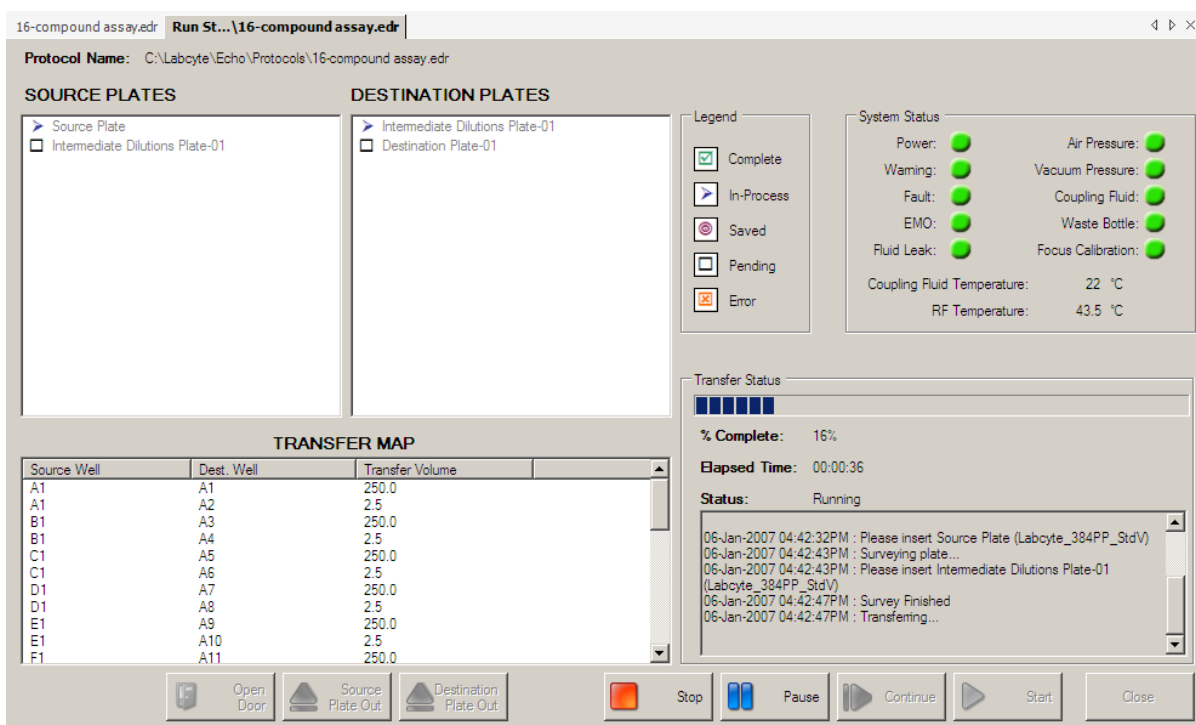 16-compound assay.edr Run St...\16-compound assay.edr
Protocol Name: C:\Labcyte\Echo\Protocols\16-compound assay.edr
SOURCE PLATES
Source Plate
Intermediate Dilutions Plate-01
DESTINATION PLATES
Intermediate Dilutions Plate-01
Destination Plate-01
Legend
Complete
In-Process
Saved
Pending
Error
System Status
Power: Air Pressure:
Warning: Vacuum Pressure:
Fault: Coupling Fluid:
EMO: Waste Bottle:
Fluid Leak: Focus Calibration:
Coupling Fluid Temperature: 22 °C
RF Temperature: 43.5 °C
TRANSFER MAP
Source Well Dest. Well Transfer Volume
A1 A1 250.0
A1 A2 2.5
B1 A3 250.0
B1 A4 2.5
C1 A5 250.0
C1 A6 2.5
D1 A7 250.0
D1 A8 2.5
E1 A9 250.0
E1 A10 2.5
F1 A11 250.0
Transfer Status
% Complete: 16%
Elapsed Time: 00:00:36
Status: Running
06-Jan-2007 04:42:32PM : Please insert Source Plate (Labcyte_384PP_StdV)
06-Jan-2007 04:42:43PM : Surveying plate...
06-Jan-2007 04:42:43PM : Please insert Intermediate Dilutions Plate-01
(Labcyte_384PP_StdV)
06-Jan-2007 04:42:47PM : Survey Finished
06-Jan-2007 04:42:47PM : Transferring...
Open Door
Source Plate Out
Destination Plate Out
Stop
Pause
Continue
Start
Close